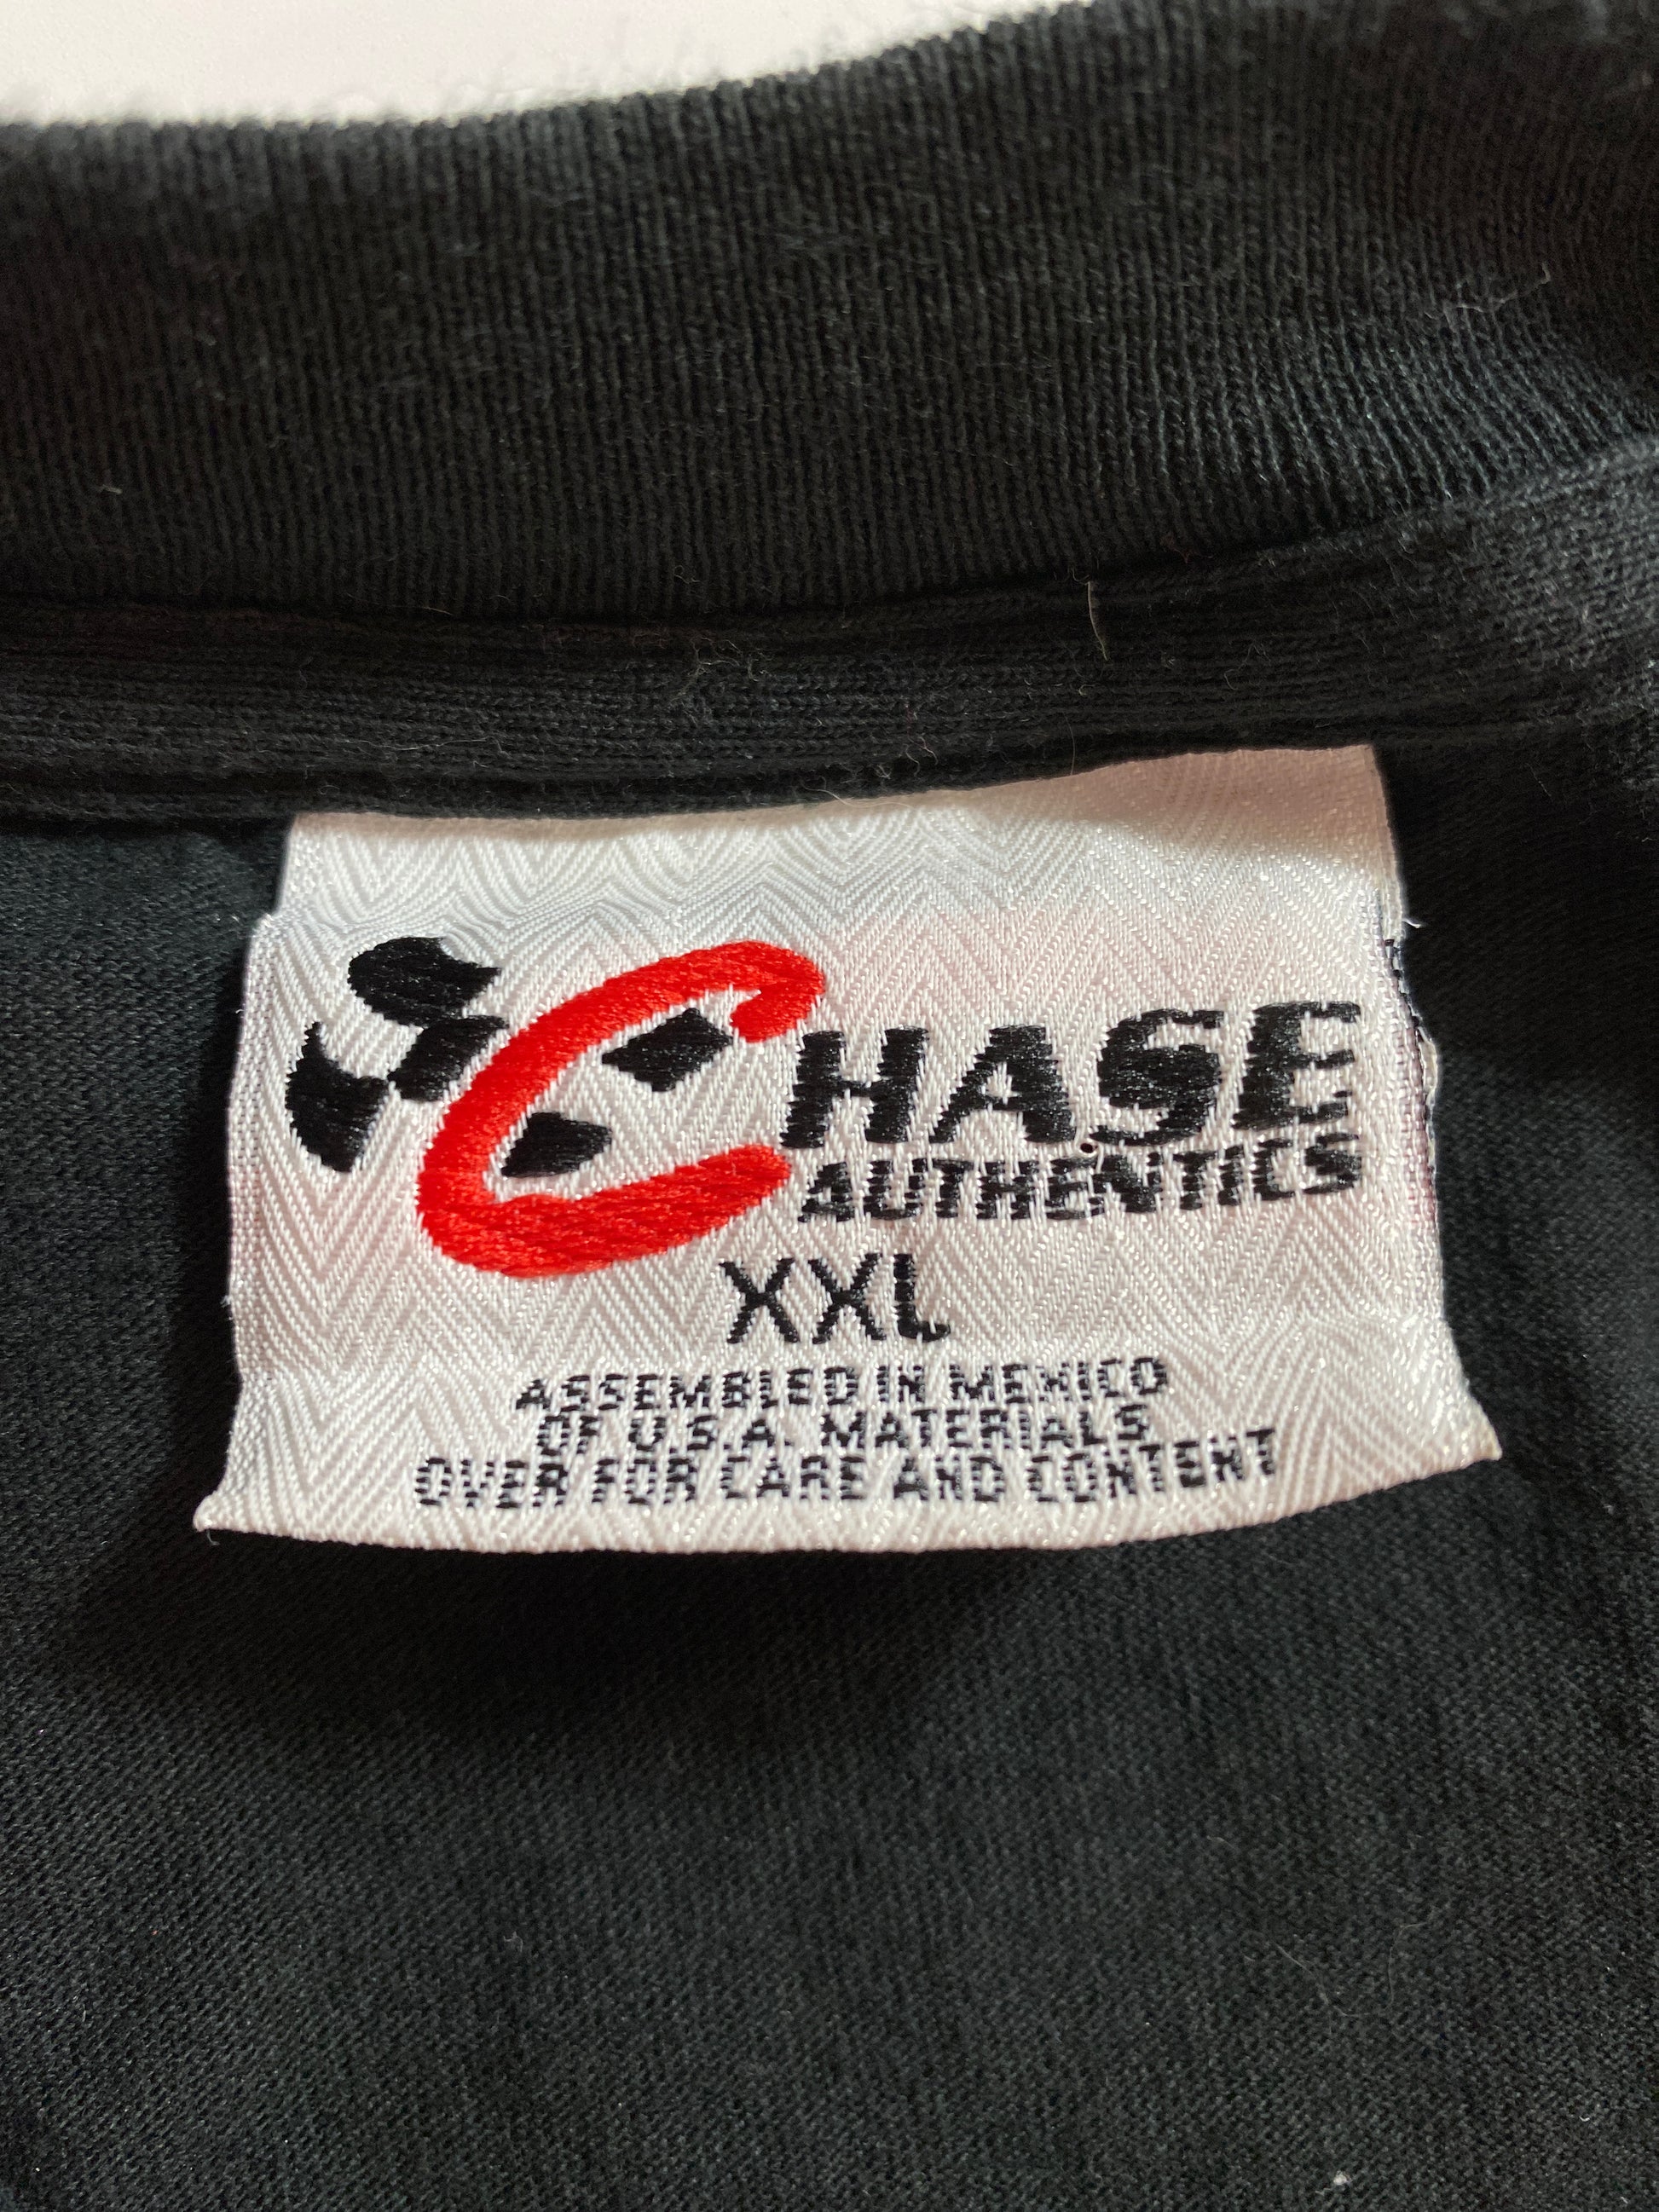 CHASE
AUTHENTICS
XXL
ASSEMBLED IN MEXICO
OF U.S.A. MATERIALS
OVER FOR CARE AND CONTENT